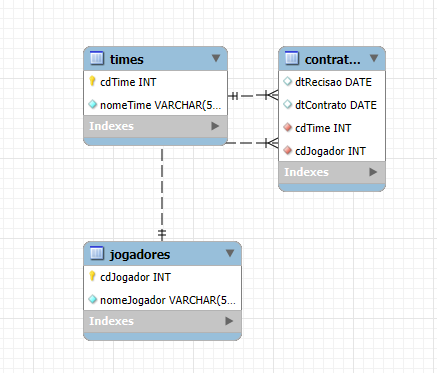 times
cdTime INT
nomeTime VARCHAR(5...
Indexes
contrat...
dtRecisao DATE
dtContrato DATE
cdTime INT
cdJogador INT
Indexes
jogadores
cdJogador INT
nomeJogador VARCHAR(5...
Indexes